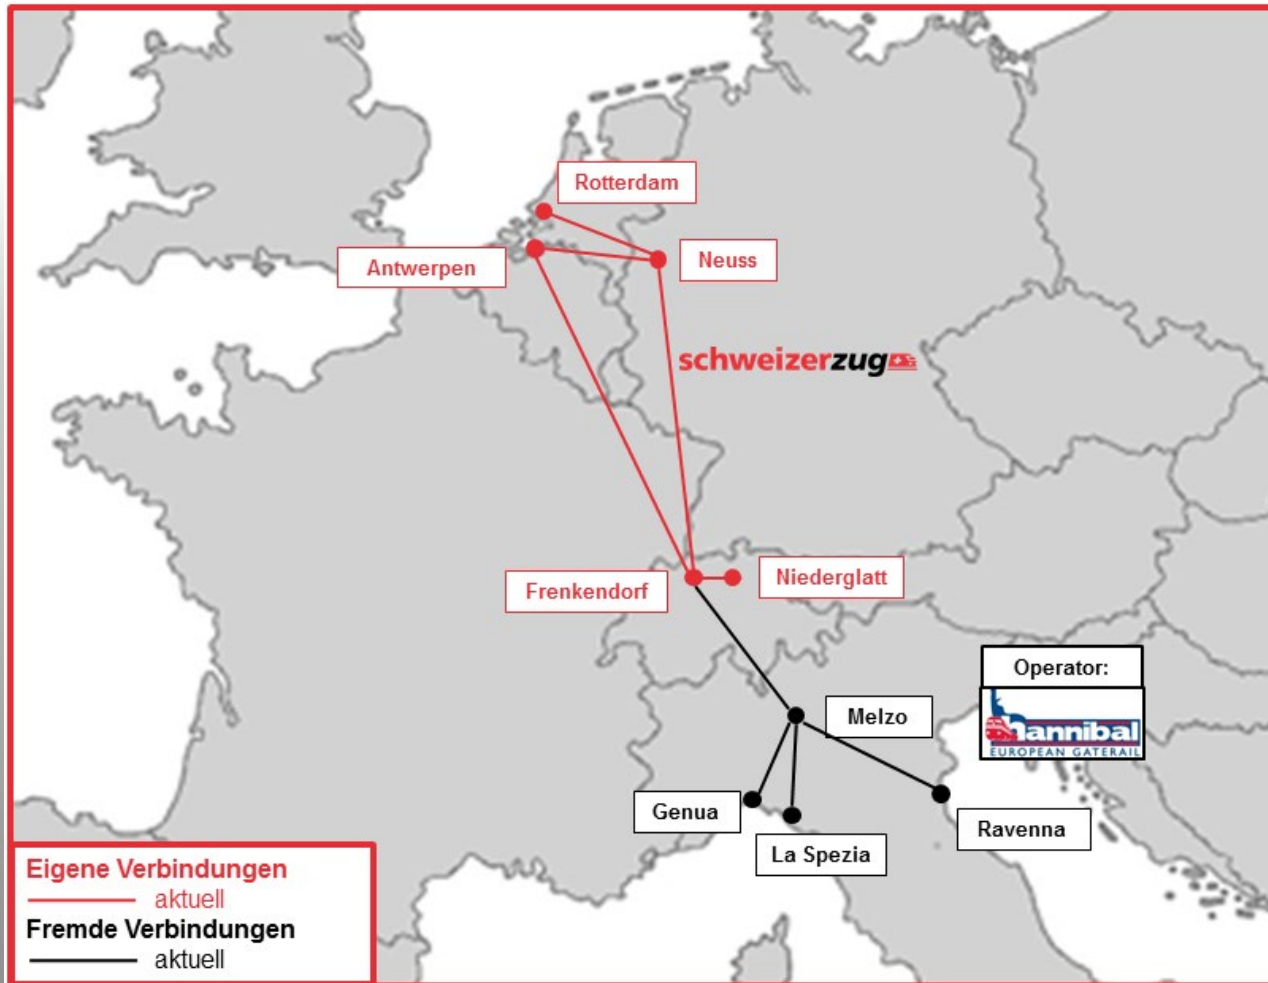 Rotterdam
Antwerpen
Neuss
schweizerzug
Frenkendorf
Niederglatt
Operator:
hannibal
EUROPEAN GATERAIL
Melzo
Genua
La Spezia
Ravenna
Eigene Verbindungen
aktuell
Fremde Verbindungen
aktuell